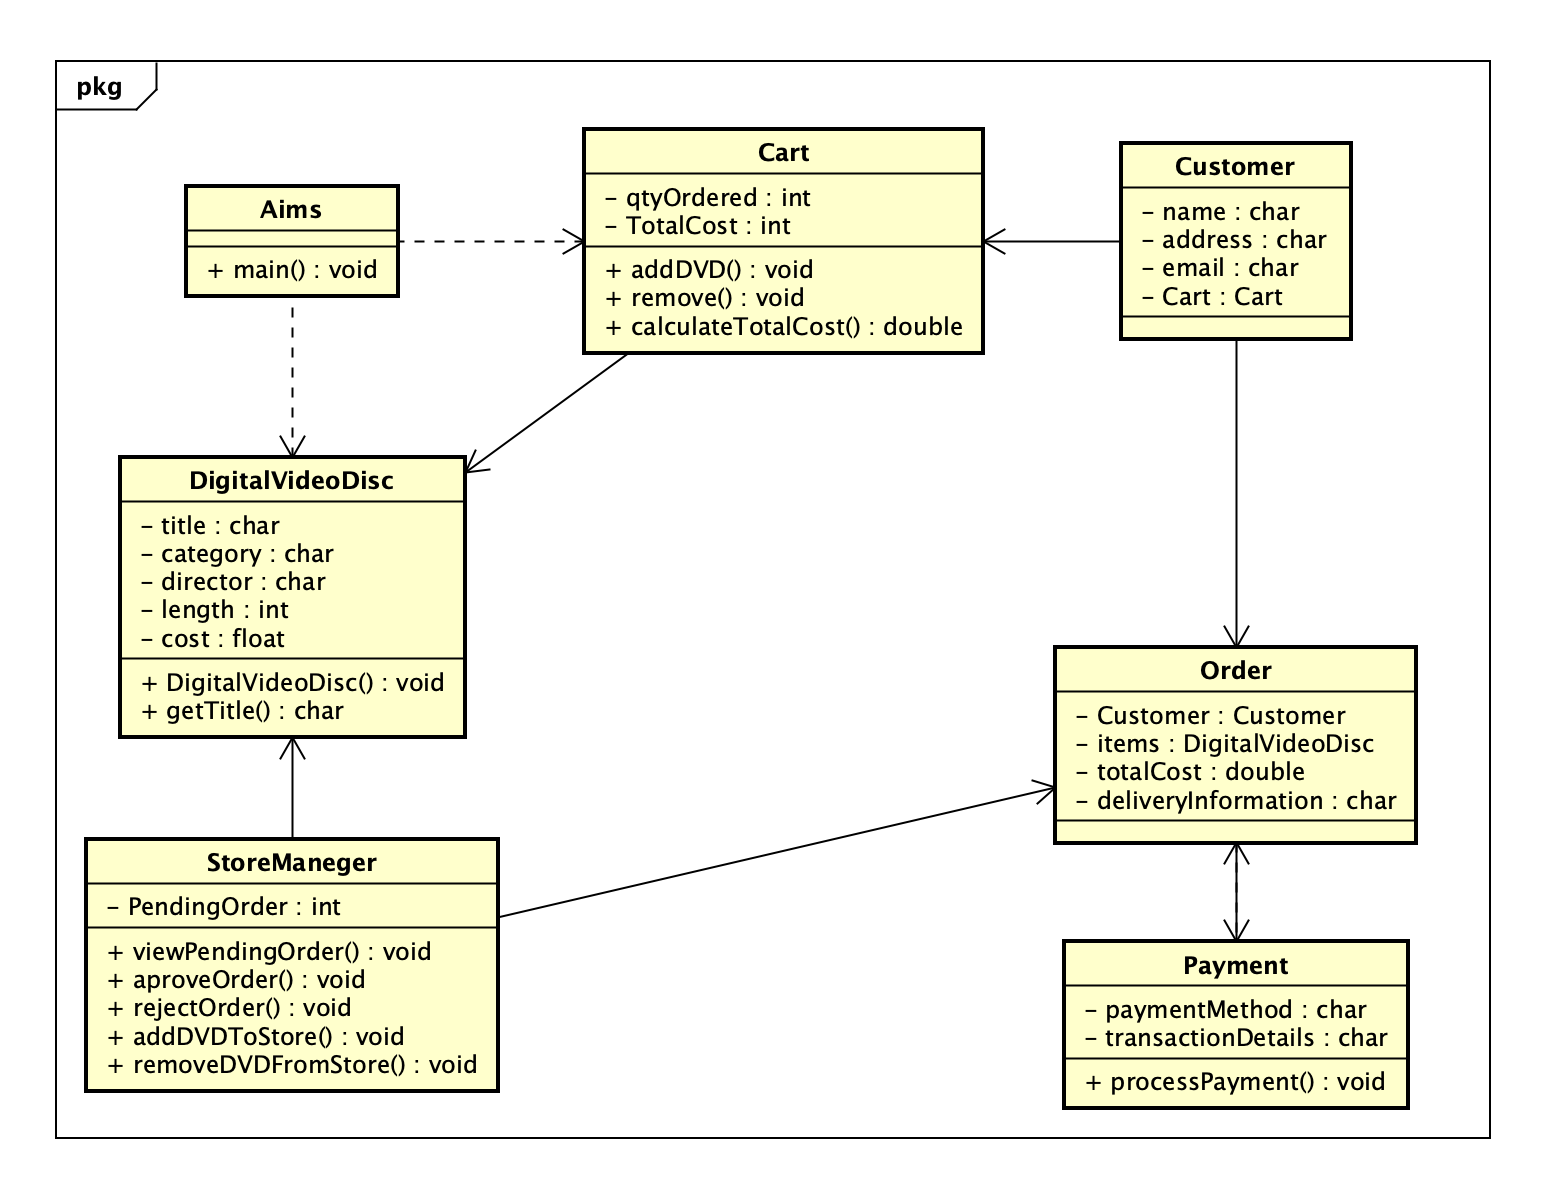 pkg
Aims
+ main() : void
Cart
- qtyOrdered : int
- TotalCost : int
+ addDVD() : void
+ remove() : void
+ calculateTotalCost() : double
Customer
- name : char
- address : char
- email : char
- Cart : Cart
DigitalVideoDisc
- title : char
- category : char
- director : char
- length : int
- cost : float
+ DigitalVideoDisc() : void
+ getTitle() : char
Order
- Customer : Customer
- items : DigitalVideoDisc
- totalCost : double
- deliveryInformation : char
StoreManeger
- PendingOrder : int
+ viewPendingOrder() : void
+ aproveOrder() : void
+ rejectOrder() : void
+ addDVDToStore() : void
+ removeDVDFromStore() : void
Payment
- paymentMethod : char
- transactionDetails : char
+ processPayment() : void